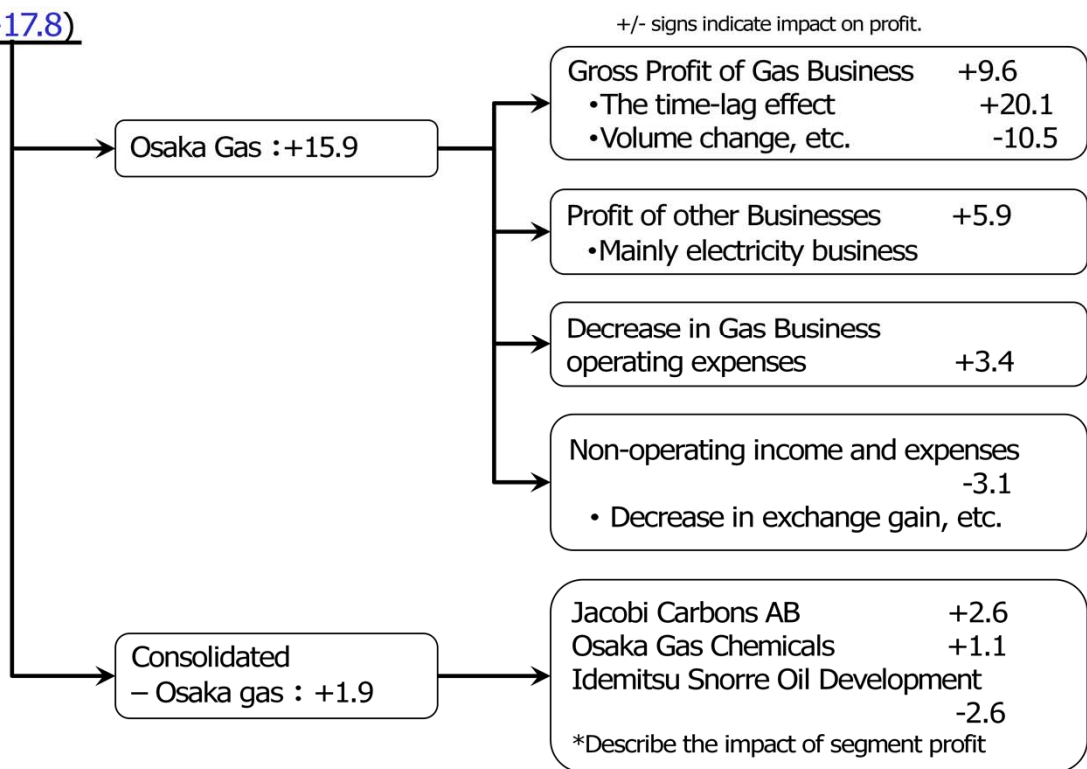 17.8)
+/- signs indicate impact on profit.
Osaka Gas :+15.9
Gross Profit of Gas Business +9.6
•The time-lag effect +20.1
•Volume change, etc. -10.5
Profit of other Businesses +5.9
•Mainly electricity business
Decrease in Gas Business
operating expenses +3.4
Non-operating income and expenses
-3.1
• Decrease in exchange gain, etc.
Consolidated
– Osaka gas : +1.9
Jacobi Carbons AB +2.6
Osaka Gas Chemicals +1.1
Idemitsu Snorre Oil Development
-2.6
*Describe the impact of segment profit